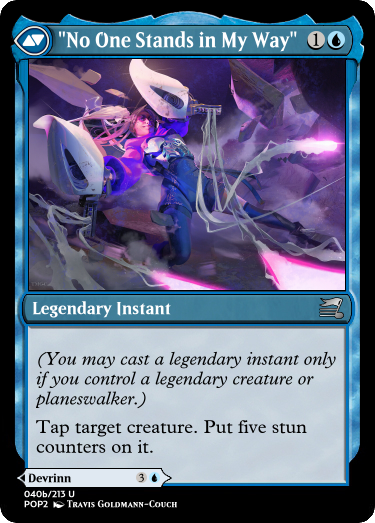 "No One Stands in My Way" 1
Legendary Instant
(You may cast a legendary instant only
if you control a legendary creature or
planeswalker.)
Tap target creature. Put five stun
counters on it.
Devrinn 3
040b/213 U
POP2 Travis Goldmann-Couch